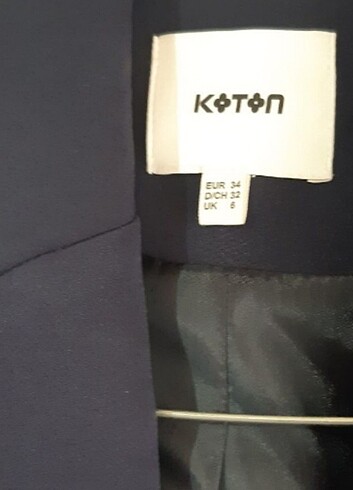 KOTON
EUR 34
D/CH 32
UK 6